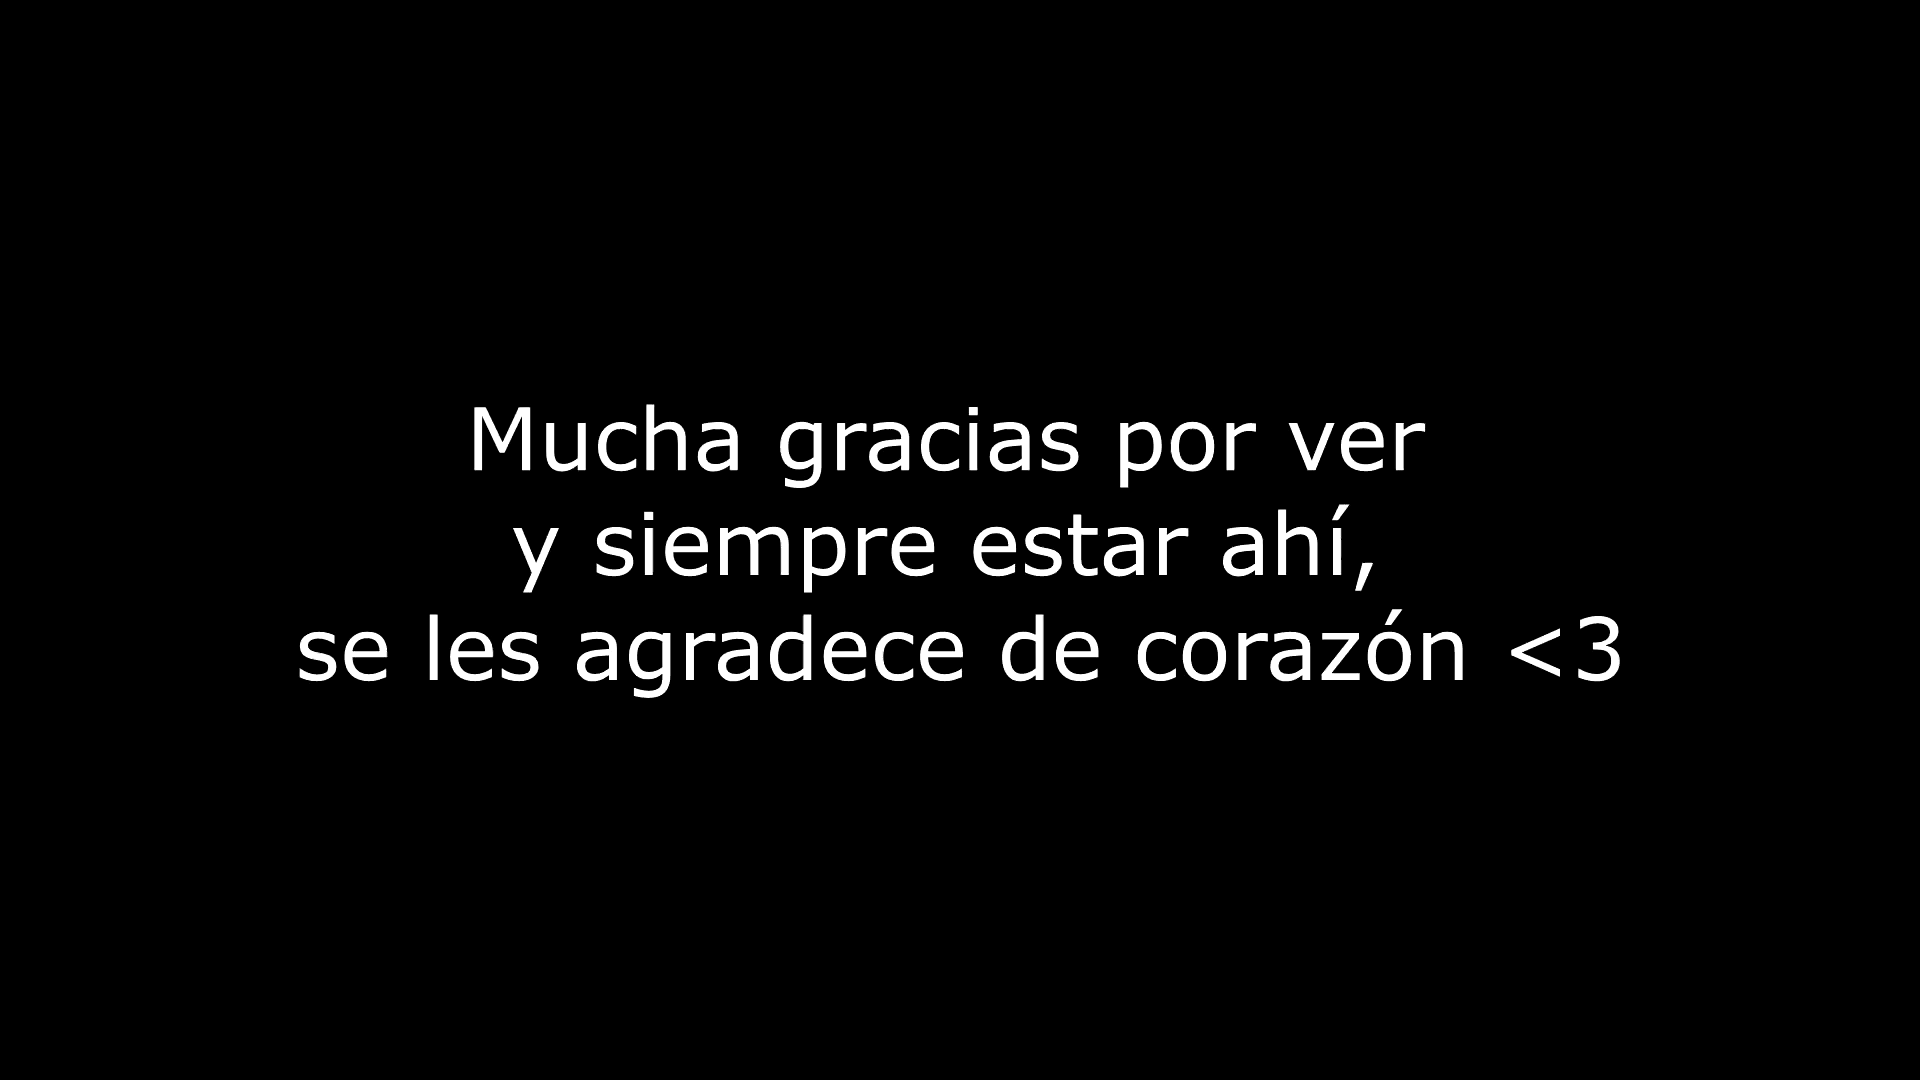 Mucha gracias por ver
y siempre estar ahí,
se les agradece de corazón <3